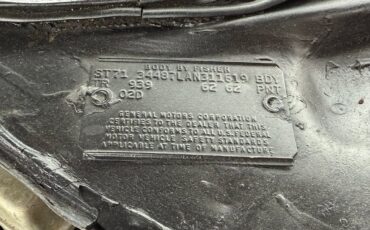 BODY BY FISHER
ST71 34487LAN311619 BDY
TR 939 62 62 PNT
02D
GENERAL MOTORS CORPORATION
CERTIFIES TO THE DEALER THAT THIS
VEHICLE CONFORMS TO ALL U.S. FEDERAL
MOTOR VEHICLE SAFETY STANDARDS
APPLICABLE AT TIME OF MANUFACTURE